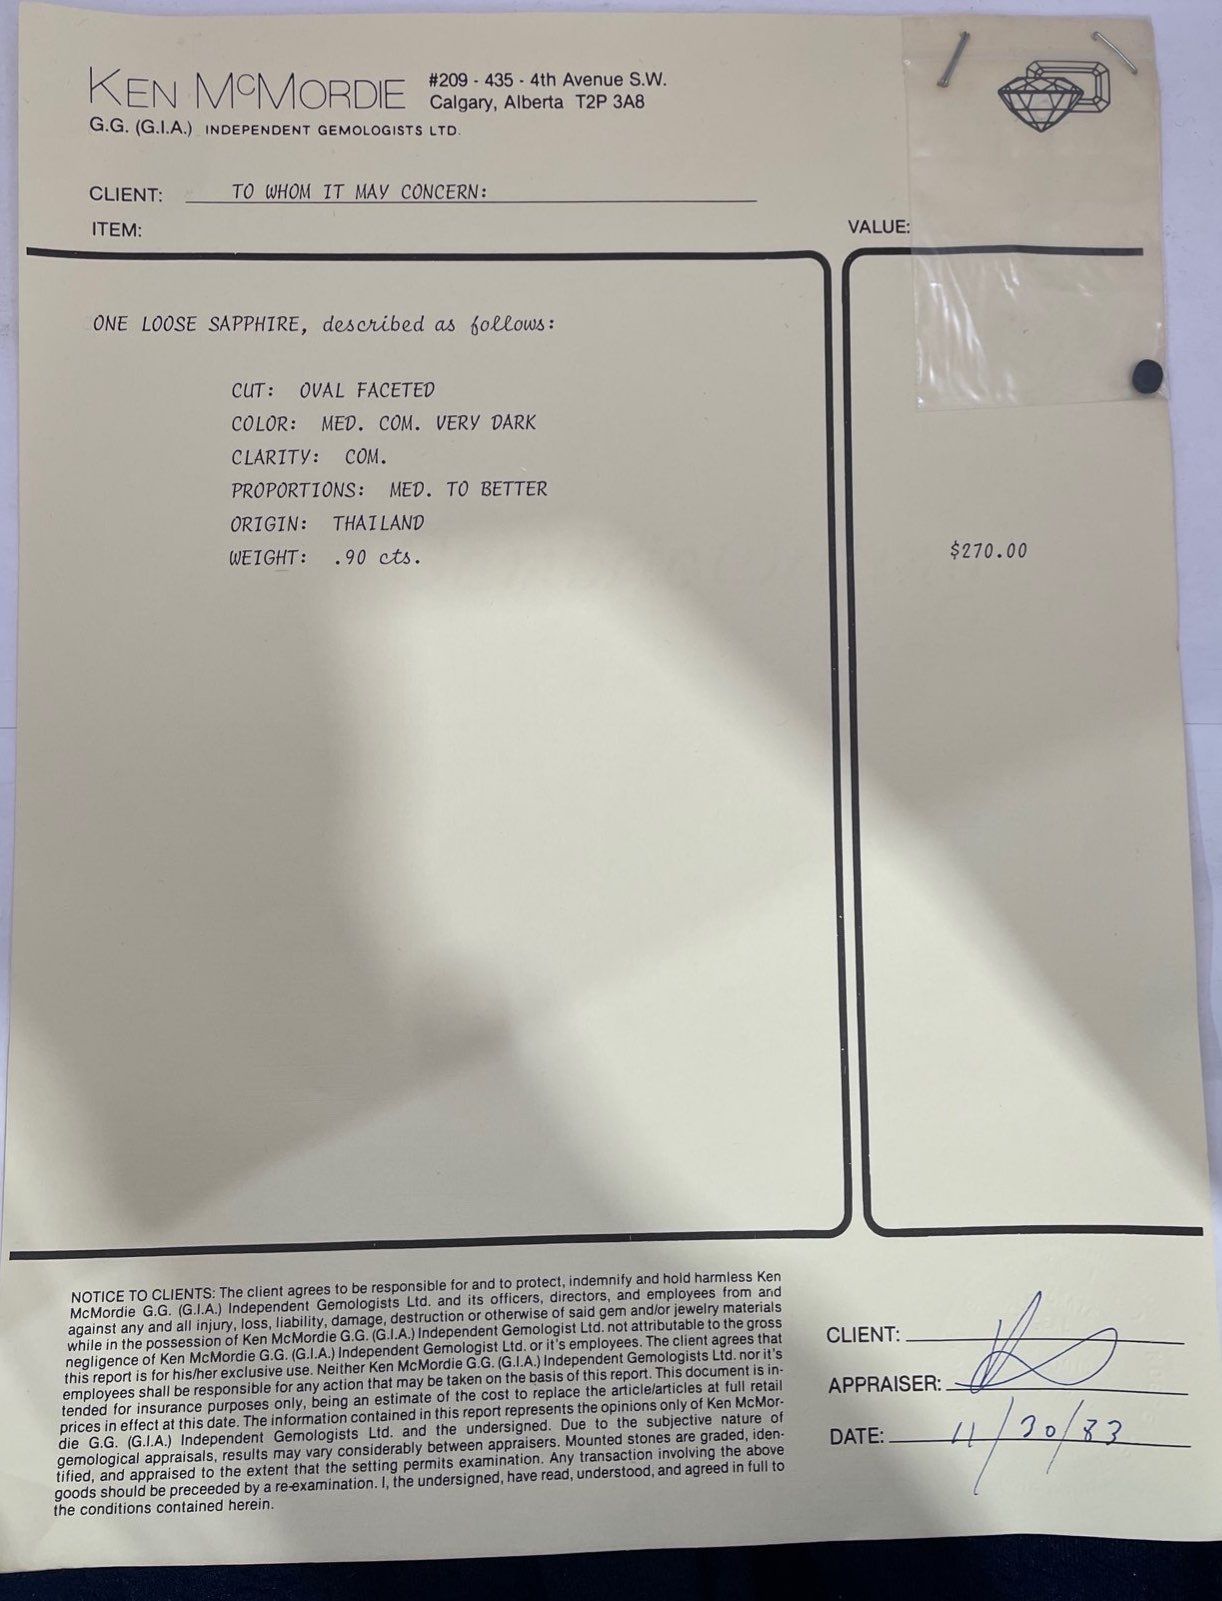 KEN McMORDIE
#209 - 435 - 4th Avenue S.W.
Calgary, Alberta T2P 3A8
G.G. (G.I.A.) INDEPENDENT GEMOLOGISTS LTD.
CLIENT: TO WHOM IT MAY CONCERN:
ITEM:
VALUE:
ONE LOOSE SAPPHIRE, described as follows:
CUT: OVAL FACETED
COLOR: MED. COM. VERY DARK
CLARITY: COM.
PROPORTIONS: MED. TO BETTER
ORIGIN: THAILAND
WEIGHT: .90 cts.
$270.00
NOTICE TO CLIENTS: The client agrees to be responsible for and to protect, indemnify and hold harmless Ken
McMordie G.G. (G.I.A.) Independent Gemologists Ltd. and its officers, directors, and employees from and
against any and all injury, loss, liability, damage, destruction or otherwise of said gem and/or jewelry materials
while in the possession of Ken McMordie G.G. (G.I.A.) Independent Gemologist Ltd. not attributable to the gross
negligence of Ken McMordie G.G. (G.I.A.) Independent Gemologist Ltd. or it's employees. The client agrees that
this report is for his/her exclusive use. Neither Ken McMordie G.G. (G.I.A.) Independent Gemologists Ltd. nor it's
employees shall be responsible for any action that may be taken on the basis of this report. This document is in-
tended for insurance purposes only, being an estimate of the cost to replace the article/articles at full retail
prices in effect at this date. The information contained in this report represents the opinions only of Ken McMor-
die G.G. (G.I.A.) Independent Gemologists Ltd. and the undersigned. Due to the subjective nature of
gemological appraisals, results may vary considerably between appraisers. Mounted stones are graded, iden-
tified, and appraised to the extent that the setting permits examination. Any transaction involving the above
goods should be preceeded by a re-examination. I, the undersigned, have read, understood, and agreed in full to
the conditions contained herein.
CLIENT:
APPRAISER:
DATE: 11/30/83